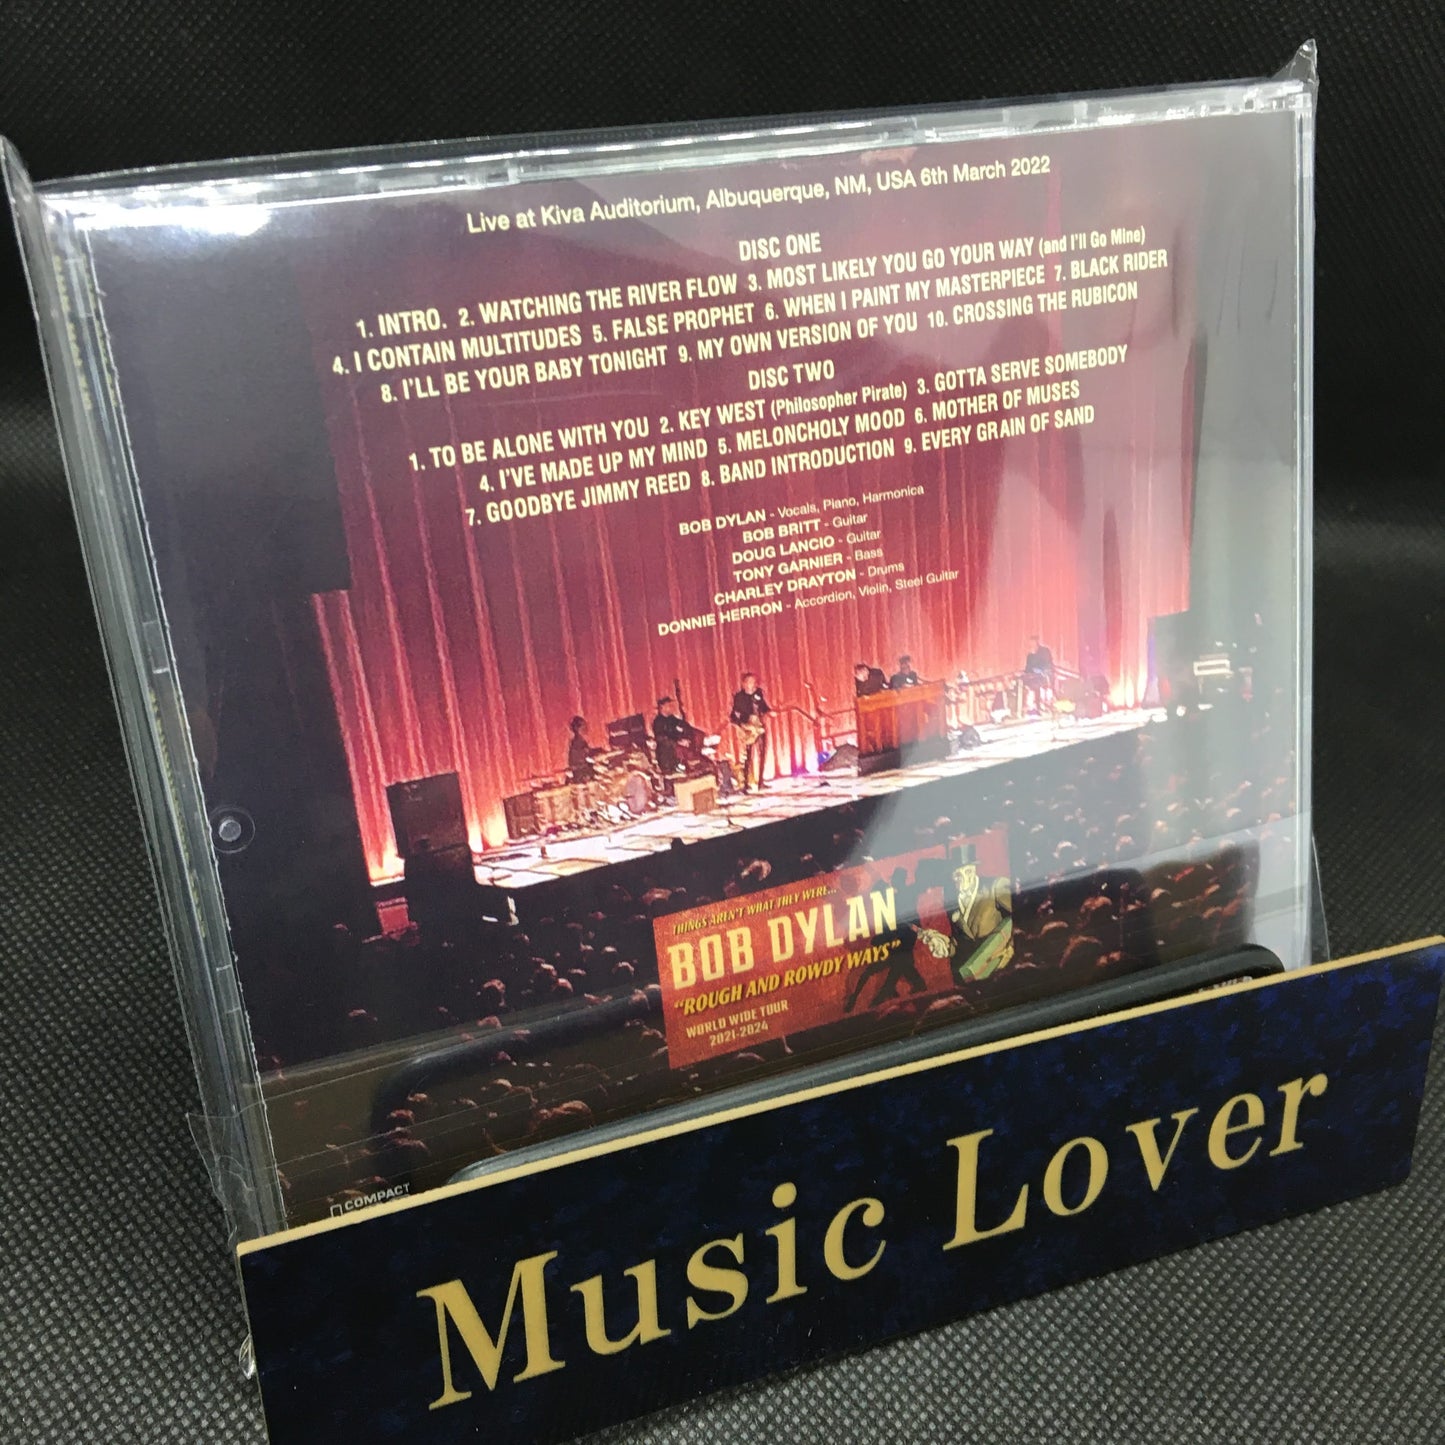 Live at Kiva Auditorium, Albuquerque, NM, USA 6th March 2022
DISC ONE
1. INTRO. 2. WATCHING THE RIVER FLOW 3. MOST LIKELY YOU GO YOUR WAY (and I'll Go Mine)
4. I CONTAIN MULTITUDES 5. FALSE PROPHET 6. WHEN I PAINT MY MASTERPIECE 7. BLACK RIDER
8. I'LL BE YOUR BABY TONIGHT 9. MY OWN VERSION OF YOU 10. CROSSING THE RUBICON
DISC TWO
1. TO BE ALONE WITH YOU 2. KEY WEST (Philosopher Pirate) 3. GOTTA SERVE SOMEBODY
4. I'VE MADE UP MY MIND 5. MELONCHOLY MOOD 6. MOTHER OF MUSES
7. GOODBYE JIMMY REED 8. BAND INTRODUCTION 9. EVERY GRAIN OF SAND
BOB DYLAN - Vocals, Piano, Harmonica
BOB BRITT - Guitar
DOUG LANCIO - Guitar
TONY GARNIER - Bass
CHARLEY DRAYTON - Drums
DONNIE HERRON - Accordion, Violin, Steel Guitar
THINGS AREN'T WHAT THEY WERE...
BOB DYLAN
"ROUGH AND ROWDY WAYS"
WORLD WIDE TOUR
2021-2024
COMPACT
Music Lover